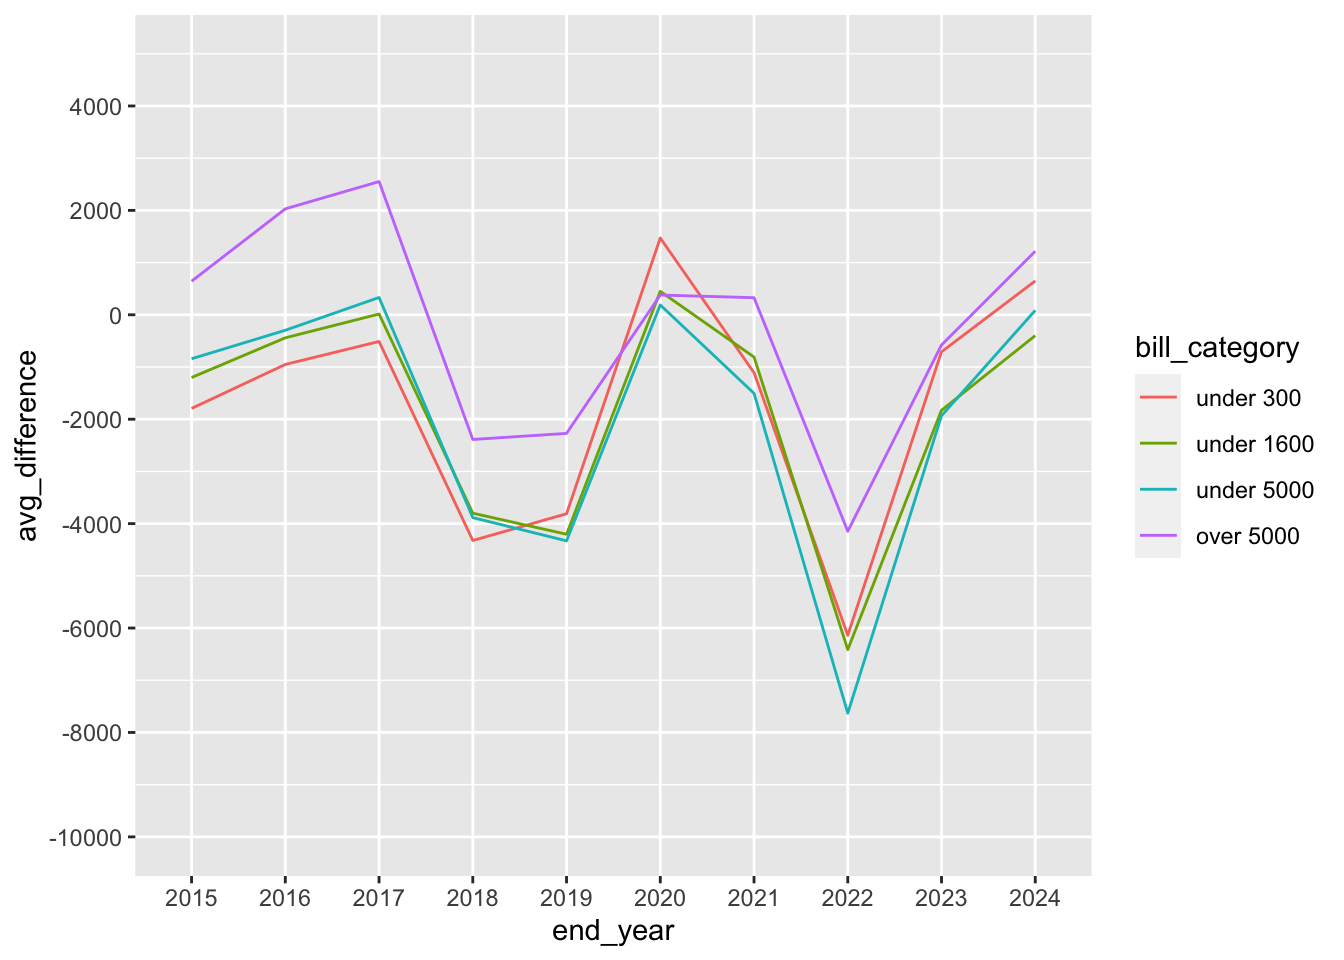 avg_difference
4000
2000
0
-2000
-4000
-6000
-8000
-10000
2015 2016 2017 2018 2019 2020 2021 2022 2023 2024
end_year
bill_category
under 300
under 1600
under 5000
over 5000